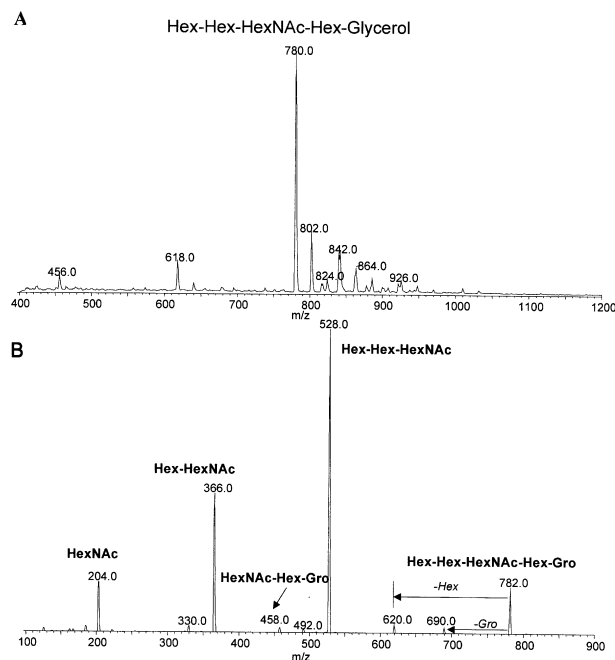 A
Hex-Hex-HexNAc-Hex-Glycerol
780.0
802.0
842.0
618.0
864.0
456.0
824.0
926.0
400 500 600 700 800 900 1000 1100 1200
m/z
B
528.0
Hex-Hex-HexNAc
Hex-HexNAc
366.0
HexNAc
204.0
HexNAc-Hex-Gro
Hex-Hex-HexNAc-Hex-Gro
782.0
-Hex
330.0
458.0
492.0
620.0
690.0
-Gro
100 200 300 400 500 600 700 800 900
m/z